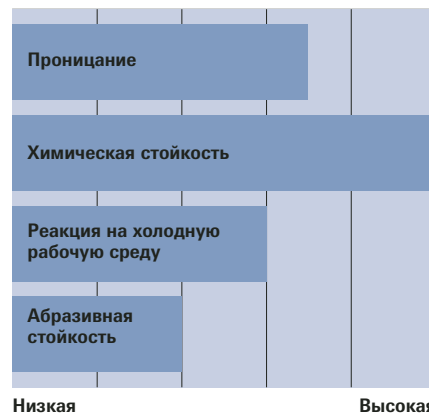 Проницание
Химическая стойкость
Реакция на холодную
рабочую среду
Абразивная
стойкость
Низкая Высокая